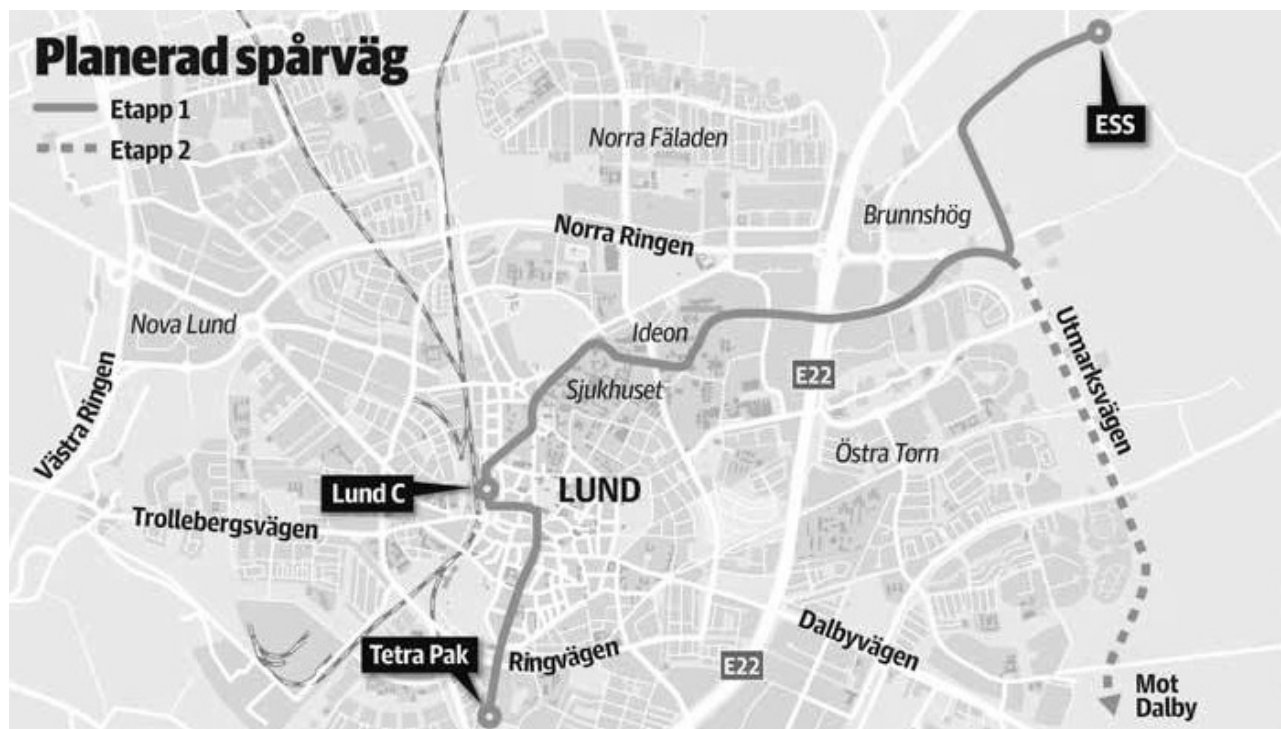 Planerad spårväg
Etapp 1
Etapp 2
ESS
Norra Fäladen
Brunnshög
Norra Ringen
Nova Lund
Ideon
Utmarksvägen
E22
Sjukhuset
Västra Ringen
Östra Torn
Lund C
LUND
Trollebergsvägen
Tetra Pak
Ringvägen
Dalbyvägen
E22
Mot
Dalby